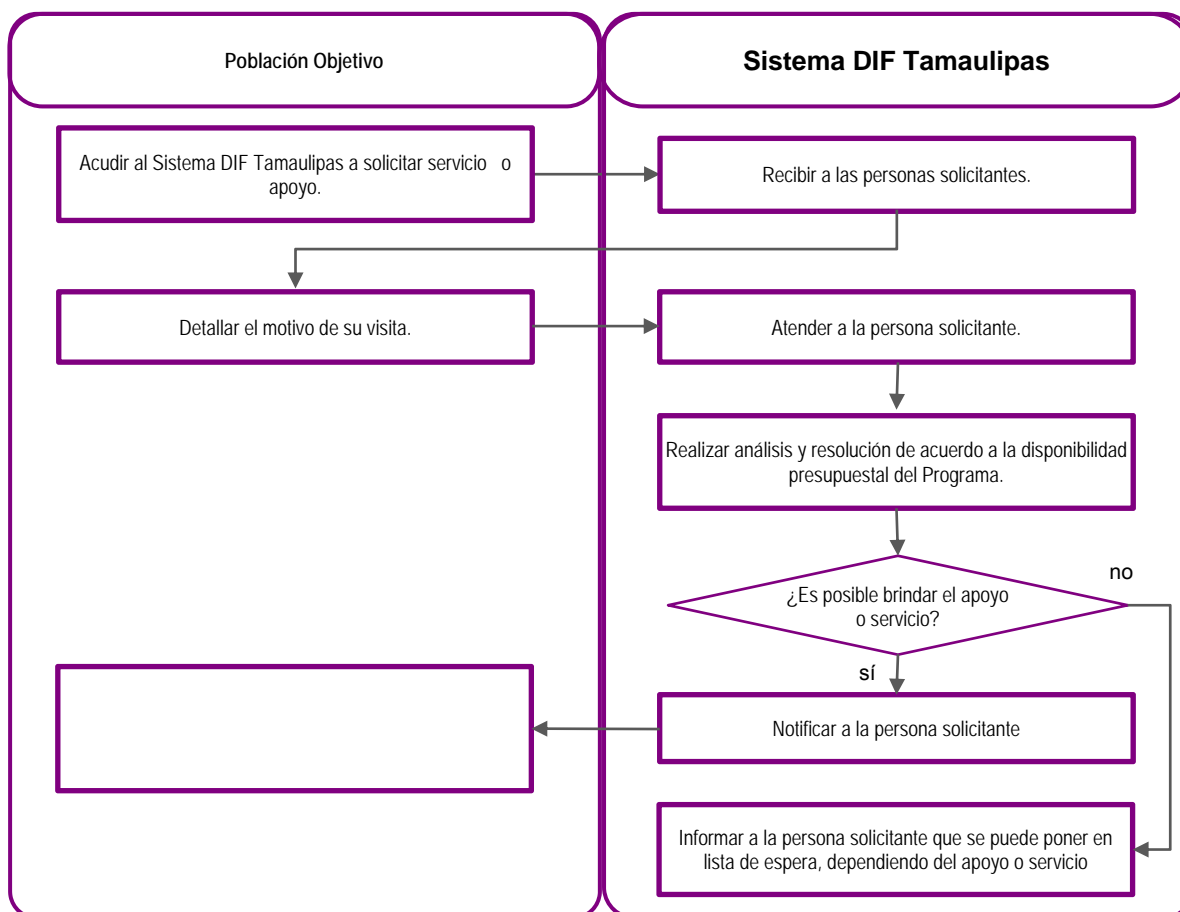 Población Objetivo
Sistema DIF Tamaulipas
Acudir al Sistema DIF Tamaulipas a solicitar servicio o
apoyo.
Recibir a las personas solicitantes.
Detallar el motivo de su visita.
Atender a la persona solicitante.
Realizar análisis y resolución de acuerdo a la disponibilidad
presupuestal del Programa.
¿Es posible brindar el apoyo
o servicio?
no
sí
Notificar a la persona solicitante
Informar a la persona solicitante que se puede poner en
lista de espera, dependiendo del apoyo o servicio